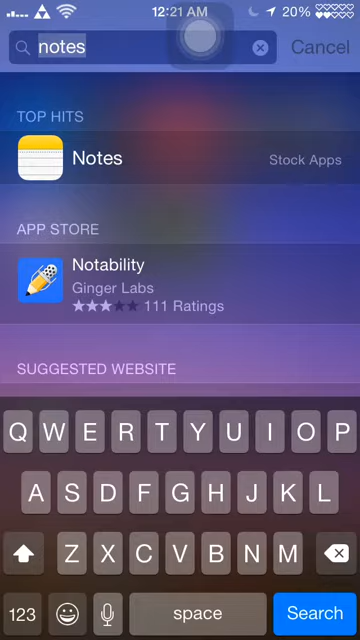 12:21 AM
20%
notes
Cancel
TOP HITS
Notes
Stock Apps
APP STORE
Notability
Ginger Labs
111 Ratings
SUGGESTED WEBSITE
Q W E R T Y U I O P
A S D F G H J K L
Z X C V B N M
123
space
Search